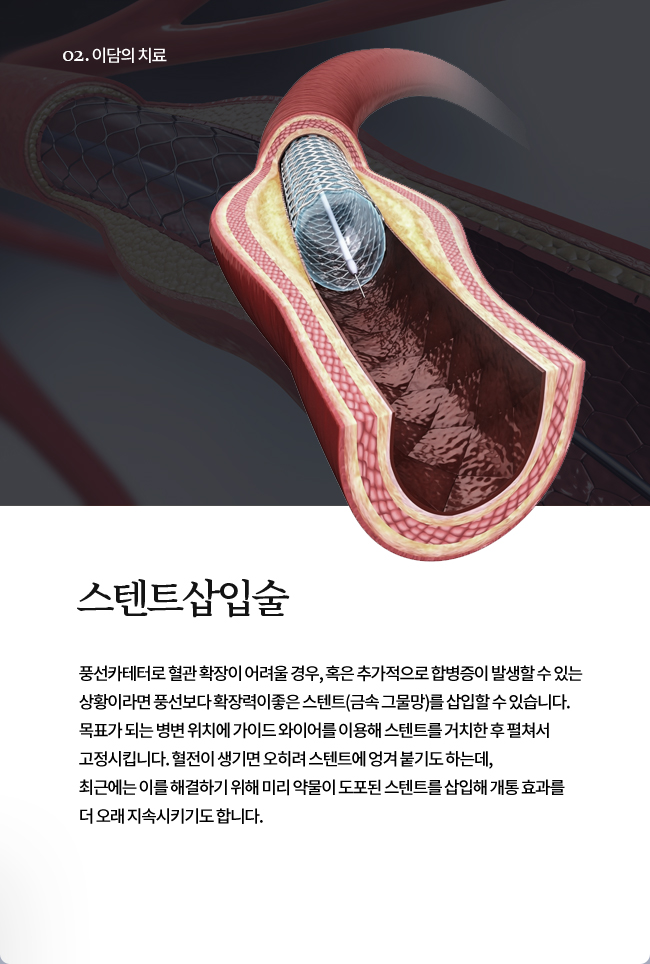 02. 이담의 치료
스텐트삽입술
풍선카테터로 혈관 확장이 어려울 경우, 혹은 추가적으로 합병증이 발생할 수 있는
상황이라면 풍선보다 확장력이좋은 스텐트(금속 그물망)를 삽입할 수 있습니다.
목표가 되는 병변 위치에 가이드 와이어를 이용해 스텐트를 거치한 후 펼쳐서
고정시킵니다. 혈전이 생기면 오히려 스텐트에 엉겨 붙기도 하는데,
최근에는 이를 해결하기 위해 미리 약물이 도포된 스텐트를 삽입해 개통 효과를
더 오래 지속시키기도 합니다.